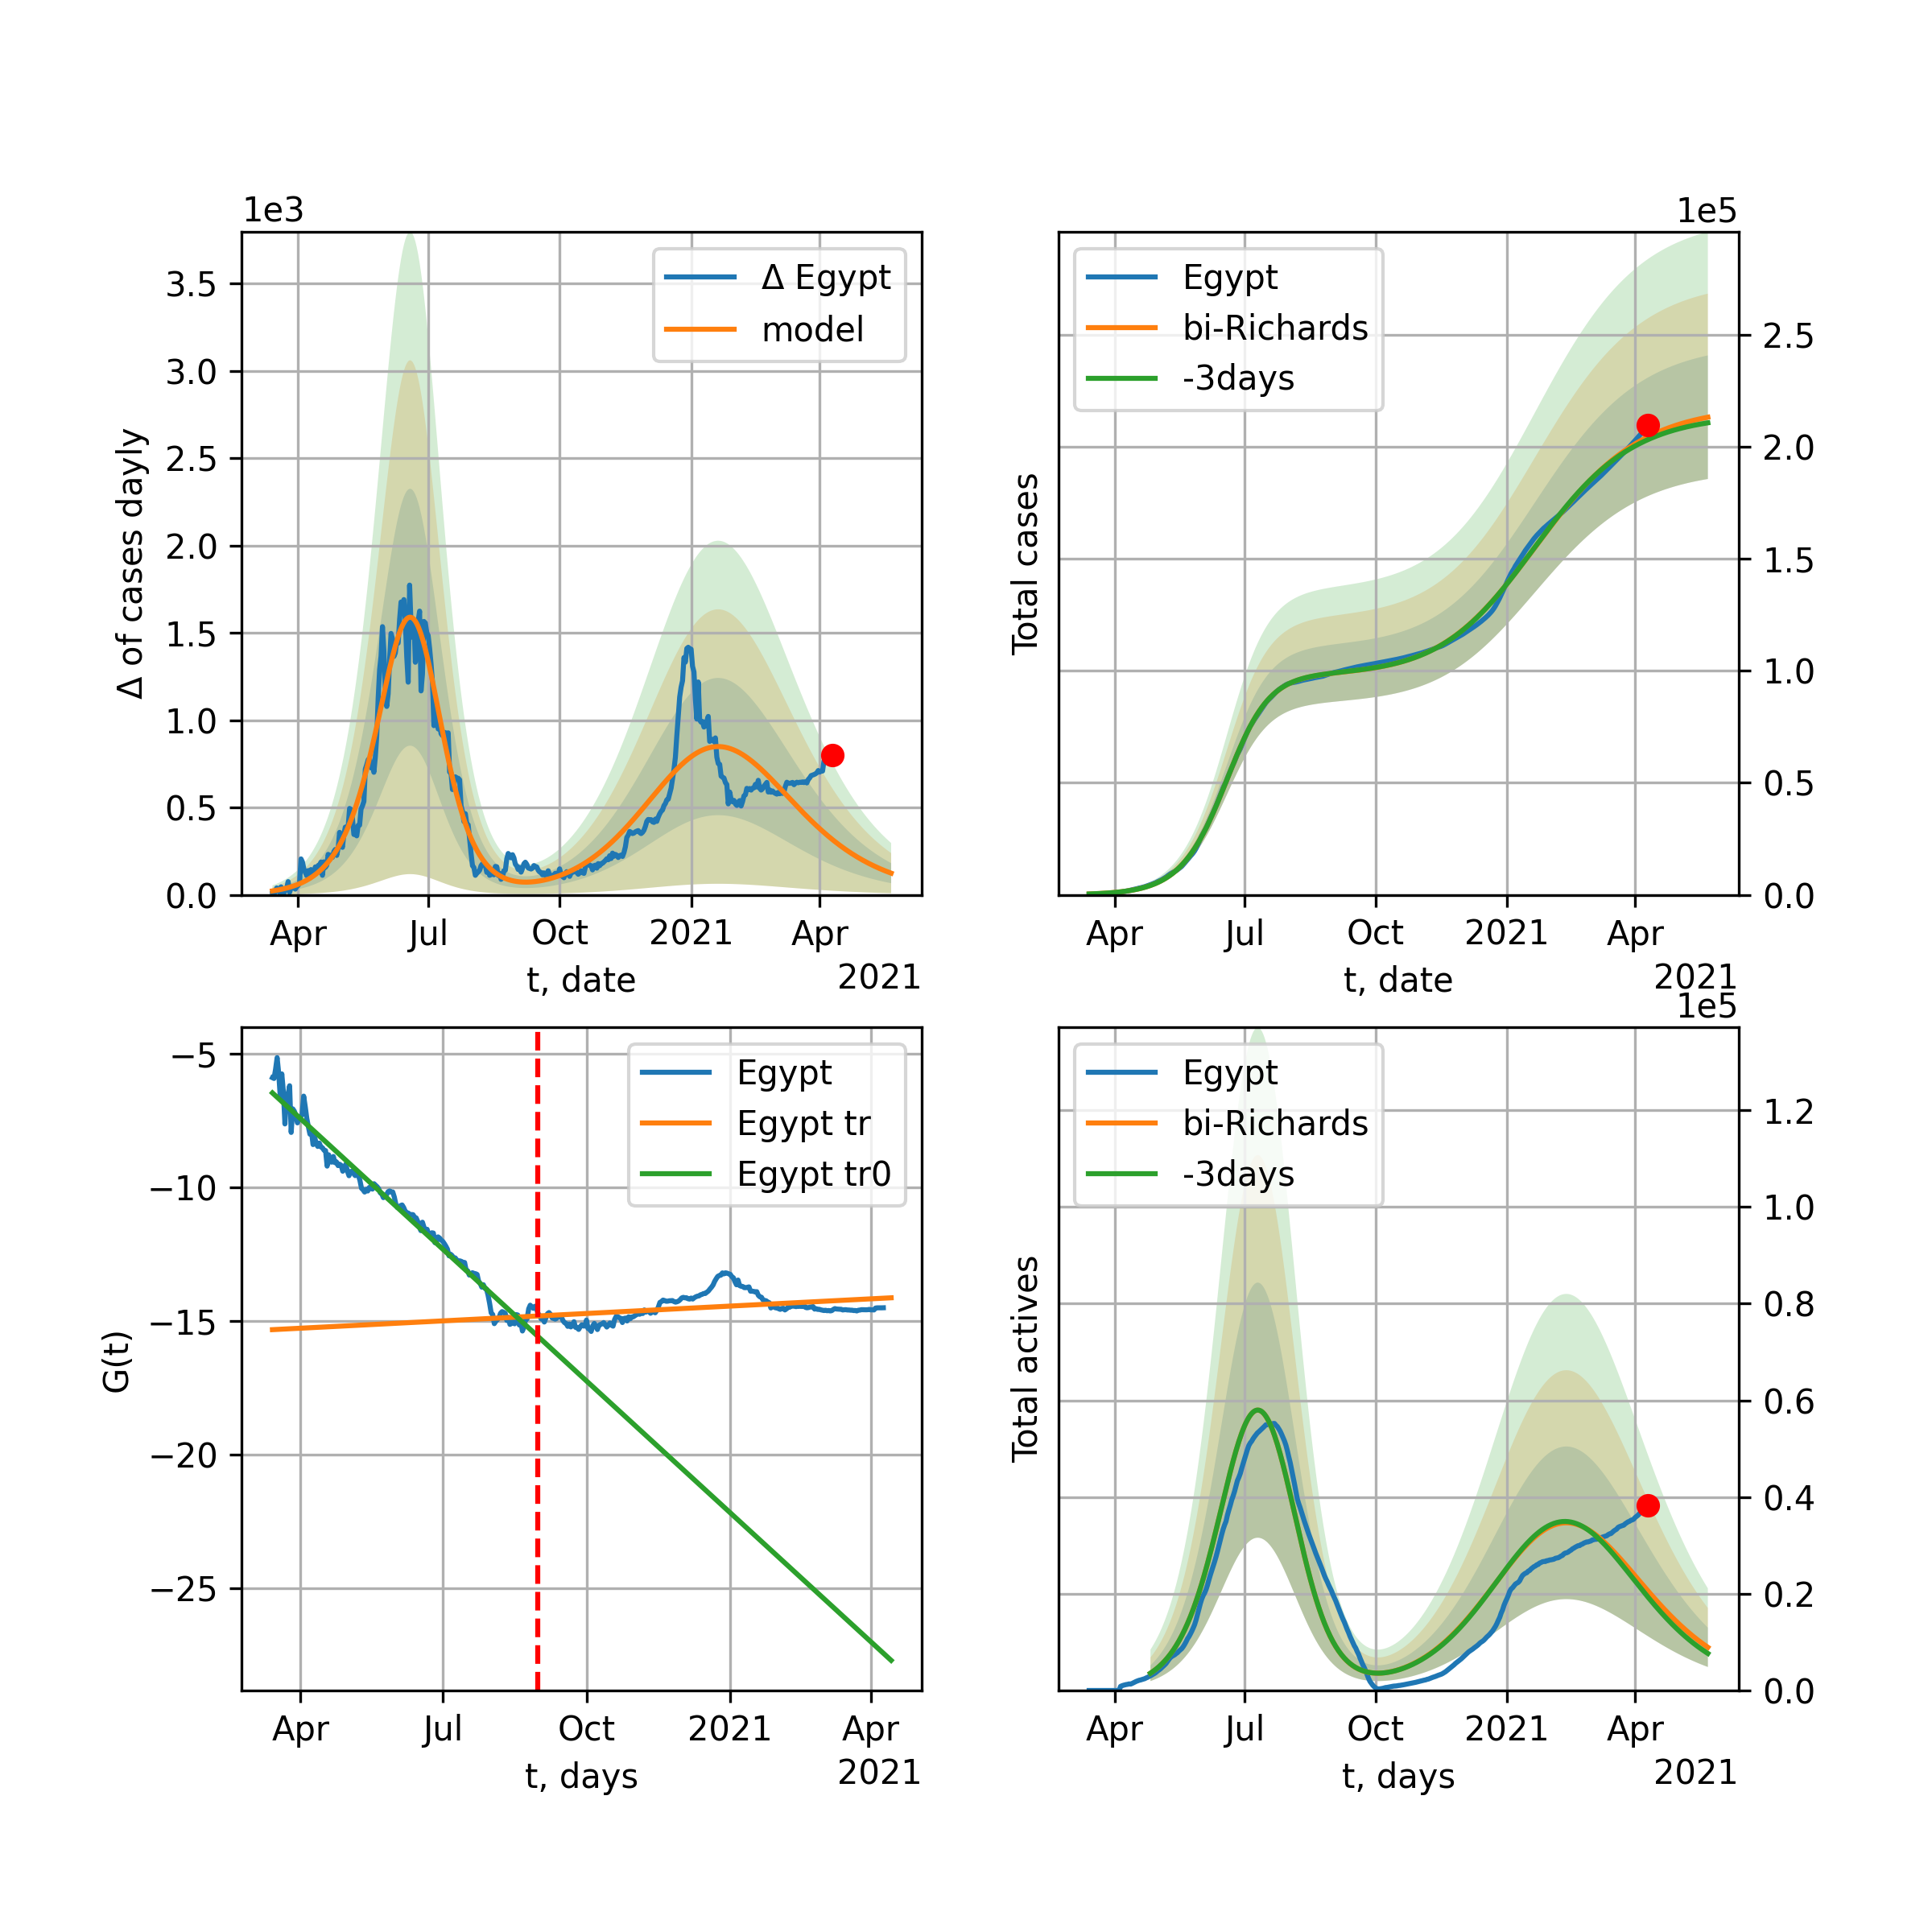 1e3
Δ of cases dayly
3.5
3.0
2.5
2.0
1.5
1.0
0.5
0.0
Δ Egypt
model
Apr
Jul
Oct
2021
Apr
t, date
2021
1e5
Total cases
Egypt
bi-Richards
-3days
2.5
2.0
1.5
1.0
0.5
0.0
Apr
Jul
Oct
2021
Apr
t, date
2021
G(t)
−5
−10
−15
−20
−25
Egypt
Egypt tr
Egypt tr0
Apr
Jul
Oct
2021
Apr
t, days
2021
1e5
Total actives
Egypt
bi-Richards
-3days
1.2
1.0
0.8
0.6
0.4
0.2
0.0
Apr
Jul
Oct
2021
Apr
t, days
2021